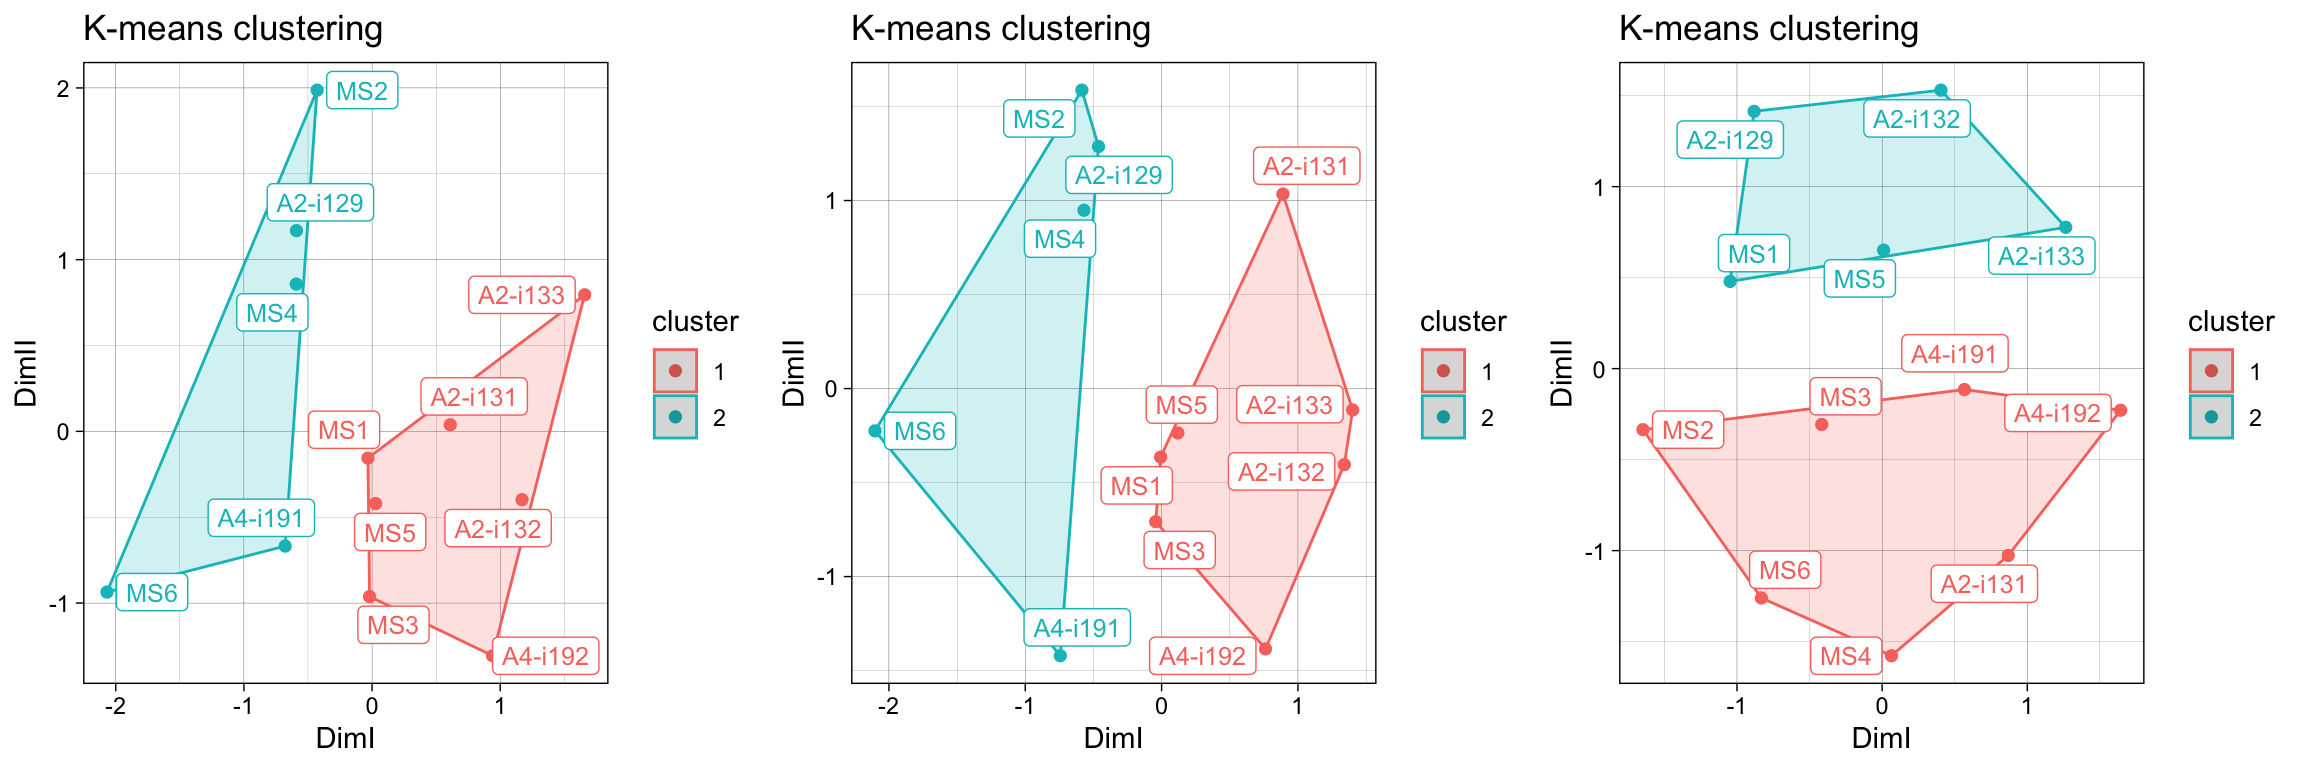 K-means clustering
2
1
0
-1
-2
-1
0
1
DimI
DimII
MS2
A2-i129
MS4
A2-i133
A2-i131
MS1
A4-i191
MS5
A2-i132
MS6
MS3
A4-i192
cluster
1
2
K-means clustering
1
0
-1
-2
-1
0
1
DimI
DimII
MS2
A2-i131
A2-i129
MS4
MS5
A2-i133
MS6
A2-i132
MS1
MS3
A4-i191
A4-i192
cluster
1
2
K-means clustering
1
0
-1
-1
0
1
DimI
DimII
A2-i132
A2-i129
MS1
A2-i133
MS5
A4-i191
MS3
A4-i192
MS2
MS6
A2-i131
MS4
cluster
1
2